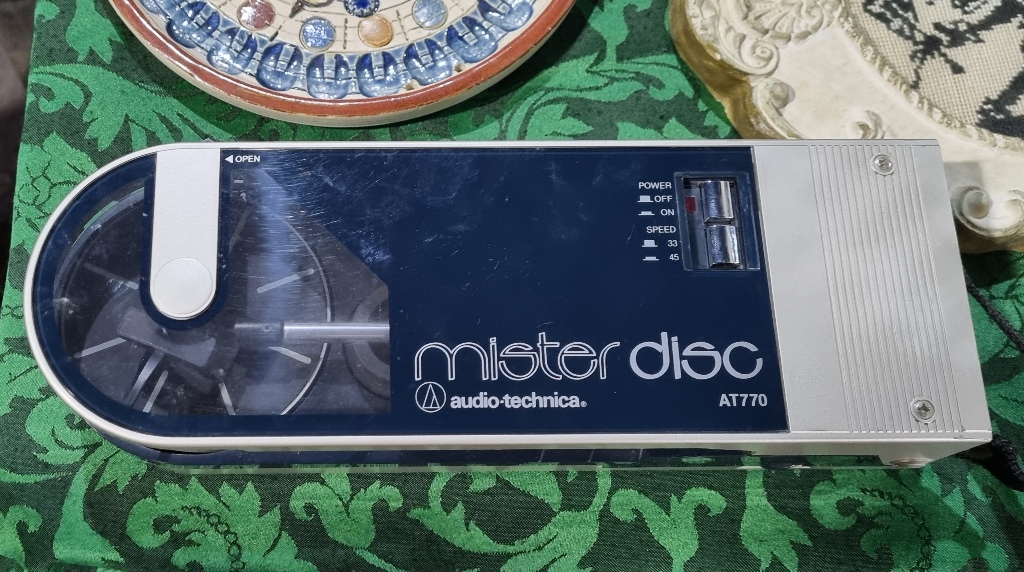 ◀ OPEN
POWER
OFF
ON
SPEED
33
45
mister disc
audio-technica®
AT770